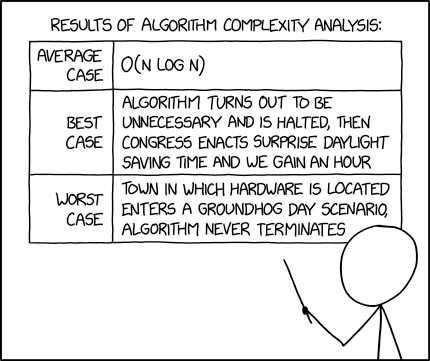 RESULTS OF ALGORITHM COMPLEXITY ANALYSIS:
AVERAGE
CASE
O(N LOG N)
BEST
CASE
ALGORITHM TURNS OUT TO BE
UNNECESSARY AND IS HALTED, THEN
CONGRESS ENACTS SURPRISE DAYLIGHT
SAVING TIME AND WE GAIN AN HOUR
WORST
CASE
TOWN IN WHICH HARDWARE IS LOCATED
ENTERS A GROUNDHOG DAY SCENARIO,
ALGORITHM NEVER TERMINATES